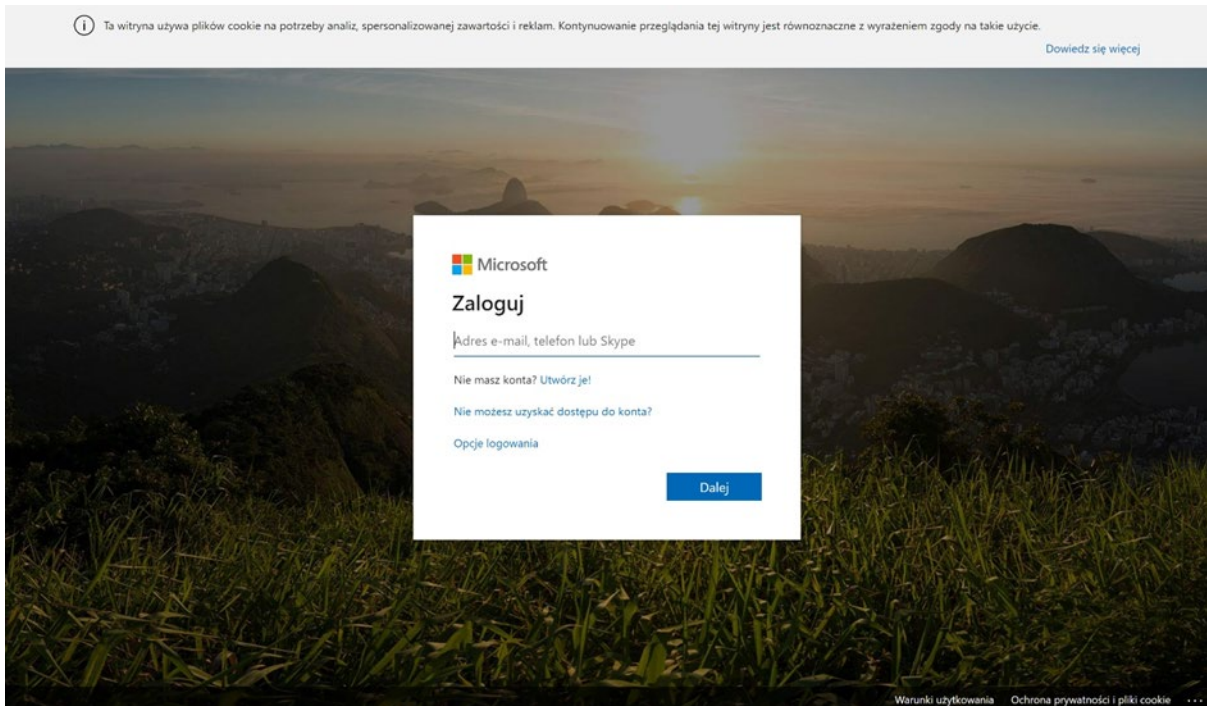 Ta witryna używa plików cookie na potrzeby analiz, spersonalizowanej zawartości i reklam. Kontynuowanie przeglądania tej witryny jest równoznaczne z wyrażeniem zgody na takie użycie.
Dowiedz się więcej
Microsoft
Zaloguj
Adres e-mail, telefon lub Skype
Nie masz konta? Utwórz je!
Nie możesz uzyskać dostępu do konta?
Opcje logowania
Dalej
Warunki użytkowania Ochrona prywatności i pliki cookie ...